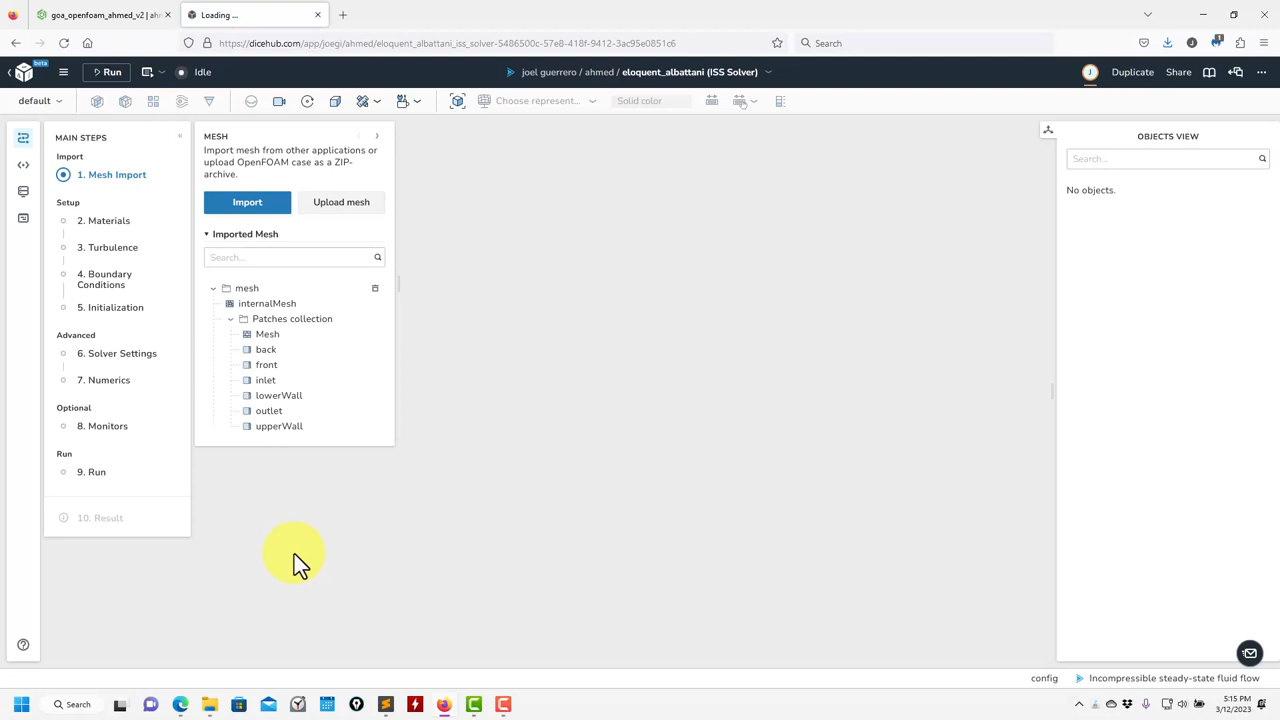 goa_openfoam_ahmed_v2 | ahm
Loading ...
https://dicehub.com/app/joegi/ahmed/eloquent_albattani_iss_solver-54f6500c-57e8-418f-9412-3ac95e0851c6
Search
beta
Run
Idle
joel guerrero / ahmed / eloquent_albattani (ISS Solver)
J
Duplicate
Share
default
Choose represent...
Solid color
MAIN STEPS
Import
1. Mesh Import
Setup
2. Materials
3. Turbulence
4. Boundary
Conditions
5. Initialization
Advanced
6. Solver Settings
7. Numerics
Optional
8. Monitors
Run
9. Run
10. Result
MESH
Import mesh from other applications or
upload OpenFOAM case as a ZIP-
archive.
Import
Upload mesh
Imported Mesh
Search...
mesh
internalMesh
Patches collection
Mesh
back
front
inlet
lowerWall
outlet
upperWall
OBJECTS VIEW
Search...
No objects.
config
Incompressible steady-state fluid flow
Search
5:15 PM
3/12/2023